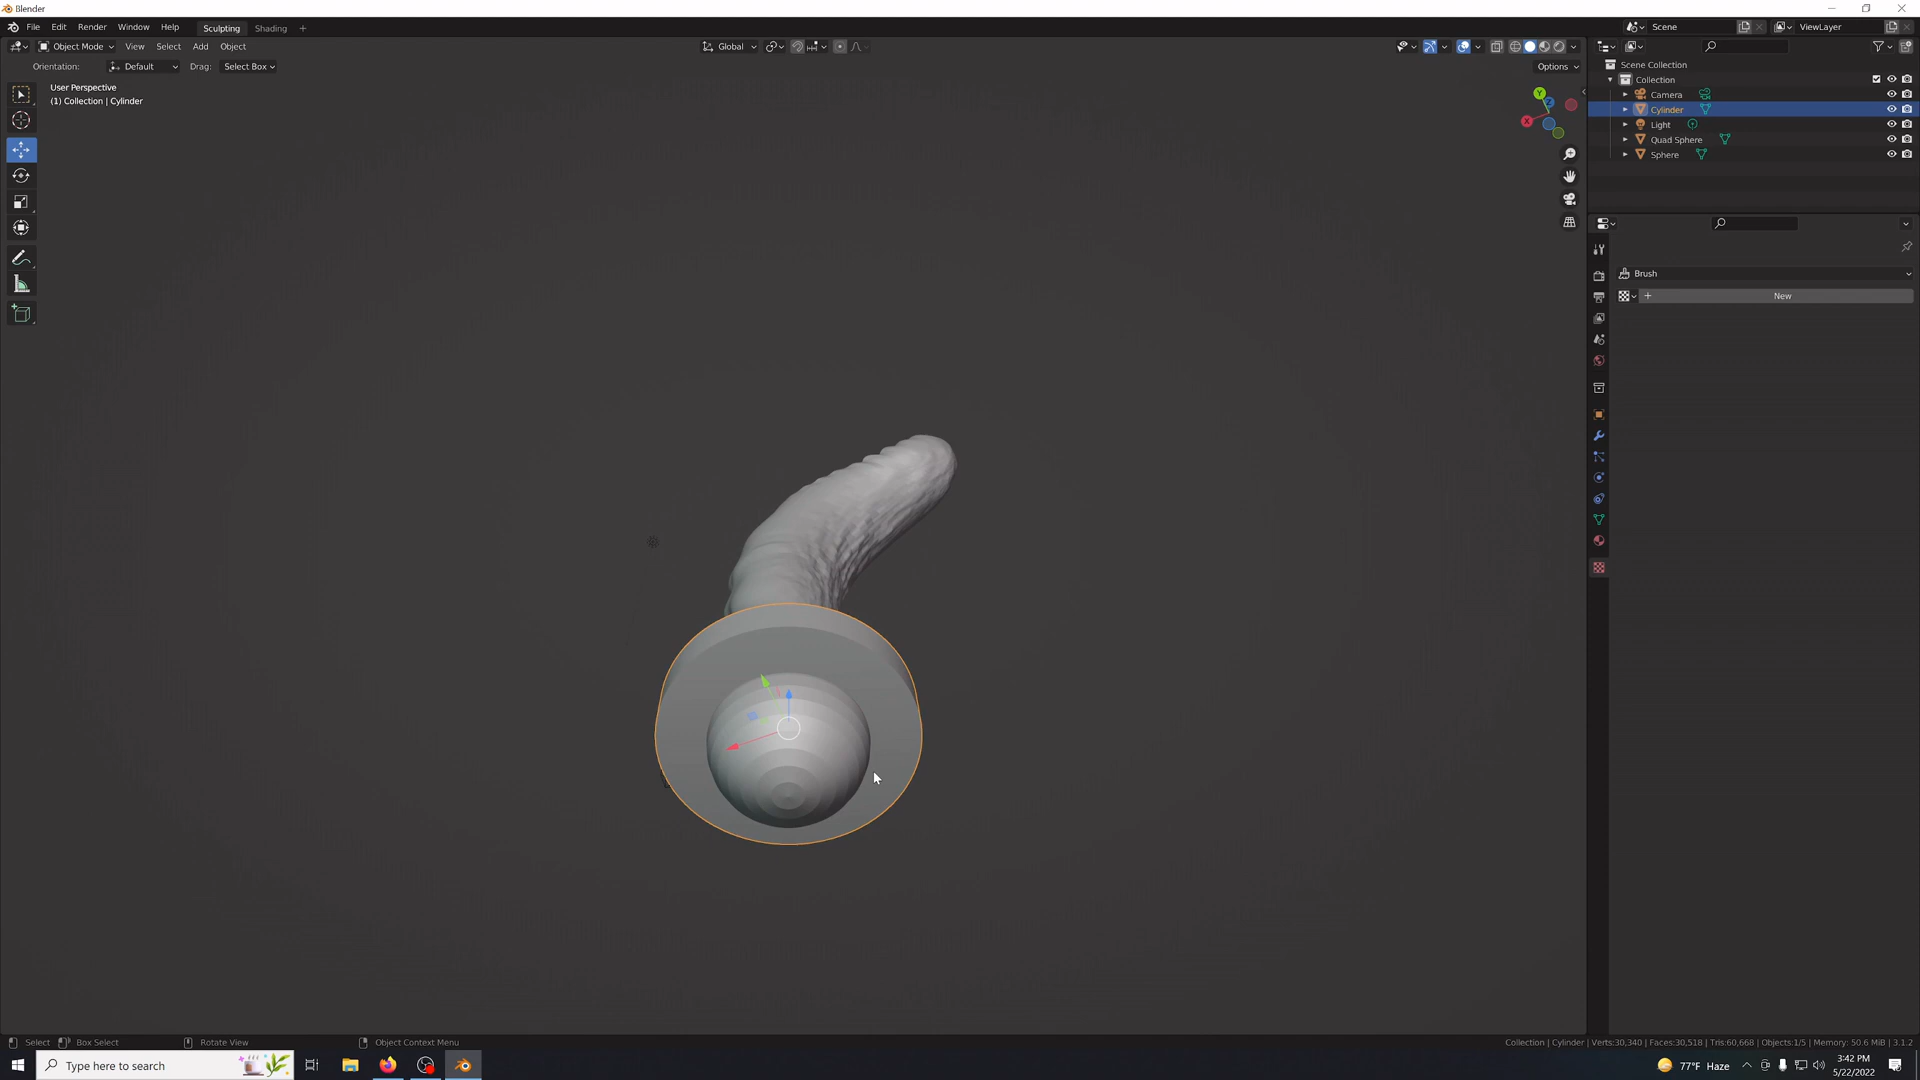 Blender
File Edit Render Window Help Sculpting Shading + Scene ViewLayer
Object Mode View Select Add Object Global
Orientation: Default Drag: Select Box Options
User Perspective
(1) Collection | Cylinder
Scene Collection
Collection
Camera
Cylinder
Light
Quad Sphere
Sphere
Y
Z
X
Brush
+ New
Select Box Select Rotate View Object Context Menu Collection | Cylinder | Verts:30,340 | Faces:30,518 | Tris:60,668 | Objects:1/5 | Memory: 50.6 MiB | 3.1.2
Type here to search 77°F Haze 3:42 PM
5/22/2022